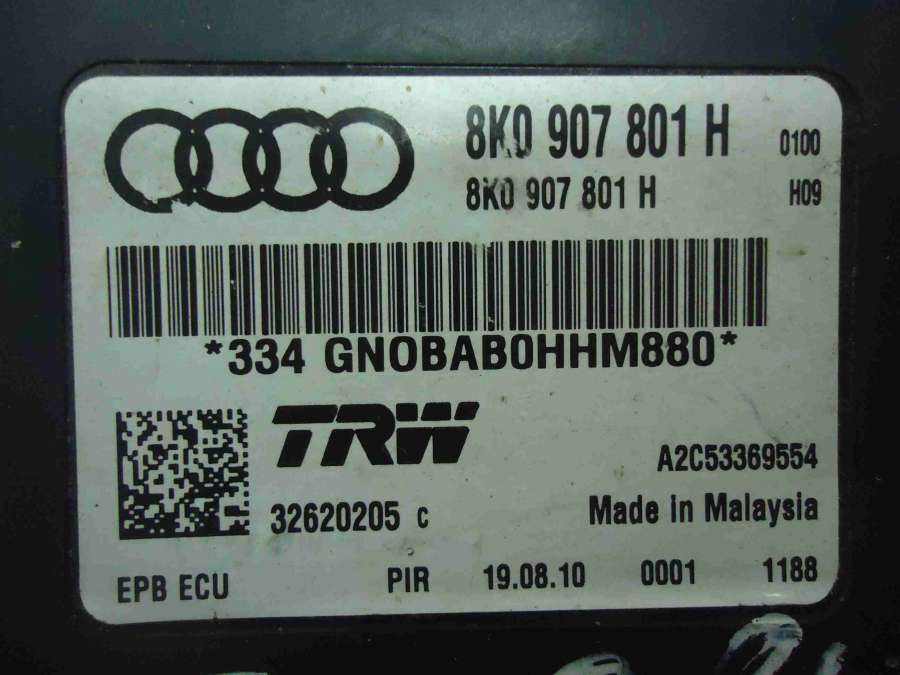 8K0 907 801 H 0100
8K0 907 801 H H09
*334 GN0BAB0HHM880*
TRW
A2C53369554
32620205 c
Made in Malaysia
EPB ECU PIR 19.08.10 0001 1188